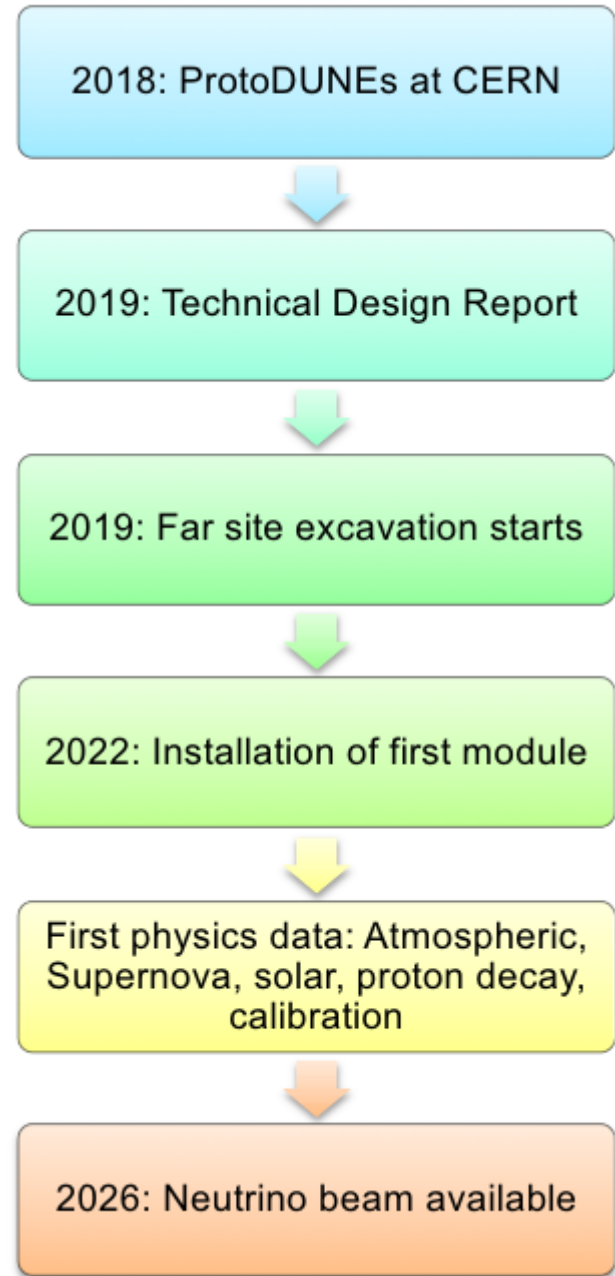 2018: ProtoDUNEs at CERN
2019: Technical Design Report
2019: Far site excavation starts
2022: Installation of first module
First physics data: Atmospheric,
Supernova, solar, proton decay,
calibration
2026: Neutrino beam available